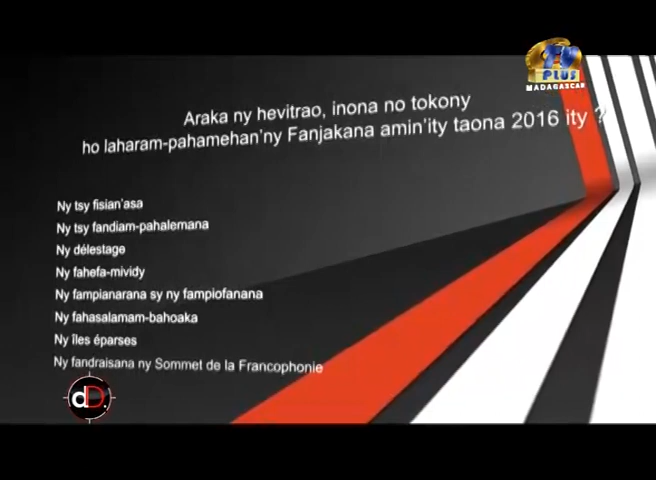 TV
PLUS
MADAGASCAR
Araka ny hevitrao, inona no tokony
ho laharam-pahamehan'ny Fanjakana amin'ity taona 2016 ity ?
Ny tsy fisian'asa
Ny tsy fandiam-pahalemana
Ny délestage
Ny fahefa-mividy
Ny fampianarana sy ny fampiofanana
Ny fahasalamam-bahoaka
Ny îles éparses
Ny fandraisana ny Sommet de la Francophonie
dD.